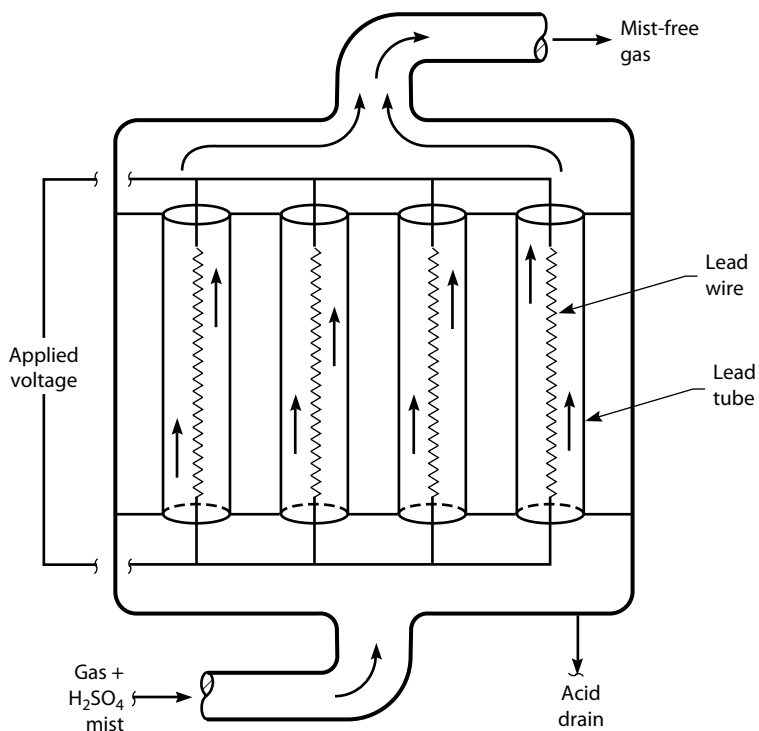 Mist-free
gas
Lead
wire
Applied
voltage
Lead
tube
Gas +
H₂SO₄
mist
Acid
drain